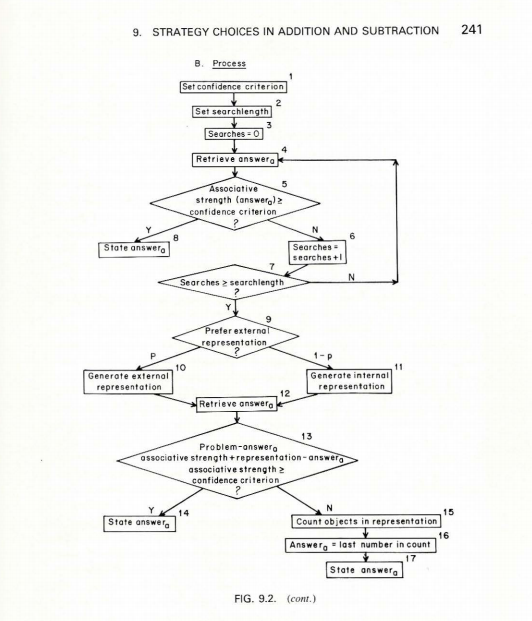 9. STRATEGY CHOICES IN ADDITION AND SUBTRACTION 241
B. Process
1
Set confidence criterion
2
Set searchlength
3
Searches = 0
4
Retrieve answerₐ
5
Associative
strength (answerₐ) ≥
confidence criterion
?
Y
N
8
State answerₐ
6
Searches =
searches + 1
7
Searches ≥ searchlength
?
N
Y
9
Prefer external
representation
?
P
1 - p
10
Generate external
representation
11
Generate internal
representation
12
Retrieve answerₐ
13
Problem-answerₐ
associative strength + representation-answerₐ
associative strength ≥
confidence criterion
?
Y
N
14
State answerₐ
15
Count objects in representation
16
Answerₐ = last number in count
17
State answerₐ
FIG. 9.2. (cont.)